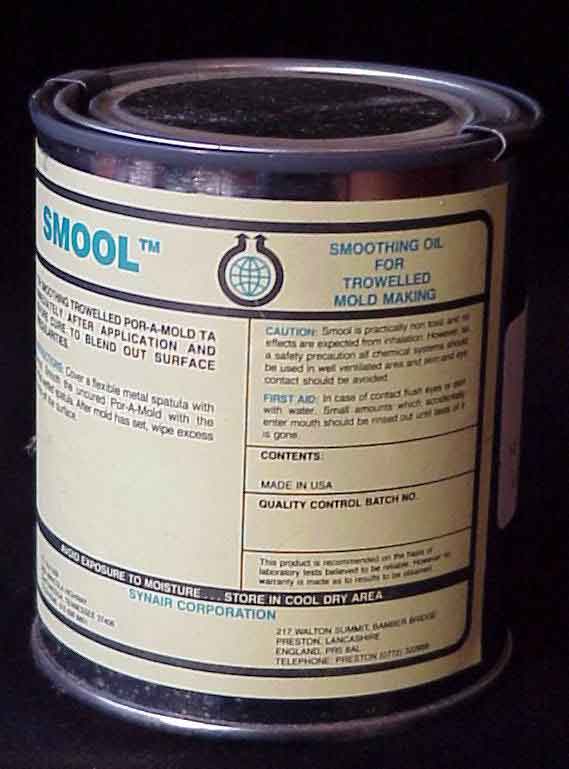 SMOOL™
SMOOTHING OIL
FOR
TROWELLED
MOLD MAKING
SMOOTHING TROWELLED POR-A-MOLD TA
AFTER APPLICATION AND
CURE TO BLEND OUT SURFACE
Cover a flexible metal spatula with
the uncured Por-A-Mold with the
spatula. After mold has set, wipe excess
surface.
CAUTION: Smool is practically non toxic and no
effects are expected from inhalation. However, as
a safety precaution all chemical systems should
be used in well ventilated area and skin and eye
contact should be avoided.
FIRST AID: In case of contact flush eyes or skin
with water. Small amounts which accidentally
enter mouth should be rinsed out until taste of it
is gone.
CONTENTS:
MADE IN USA
QUALITY CONTROL BATCH NO.
This product is recommended on the basis of
laboratory tests believed to be reliable. However no
warranty is made as to results to be obtained.
AVOID EXPOSURE TO MOISTURE . . . STORE IN COOL DRY AREA
SYNAIR CORPORATION
TENNESSEE 37406
217 WALTON SUMMIT, BAMBER BRIDGE
PRESTON, LANCASHIRE
ENGLAND, PR5 8AL
TELEPHONE: PRESTON (0772)